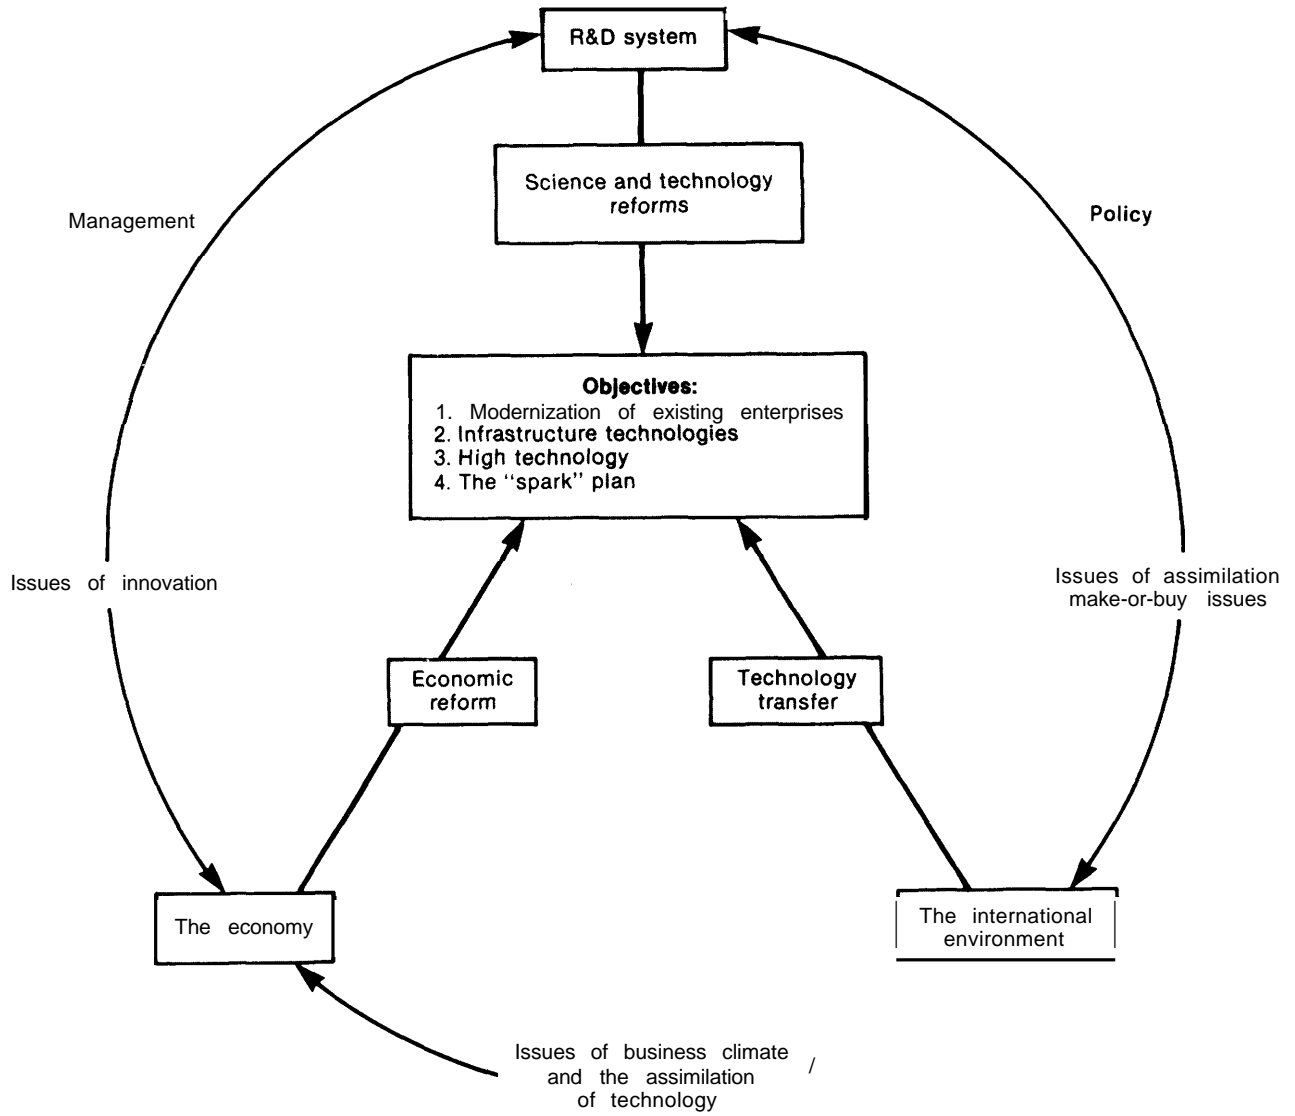 R&D system
Science and technology
reforms
Management
Policy
Objectives:
1. Modernization of existing enterprises
2. Infrastructure technologies
3. High technology
4. The "spark" plan
Issues of innovation
Issues of assimilation
make-or-buy issues
Economic
reform
Technology
transfer
The economy
The international
environment
Issues of business climate
and the assimilation
of technology